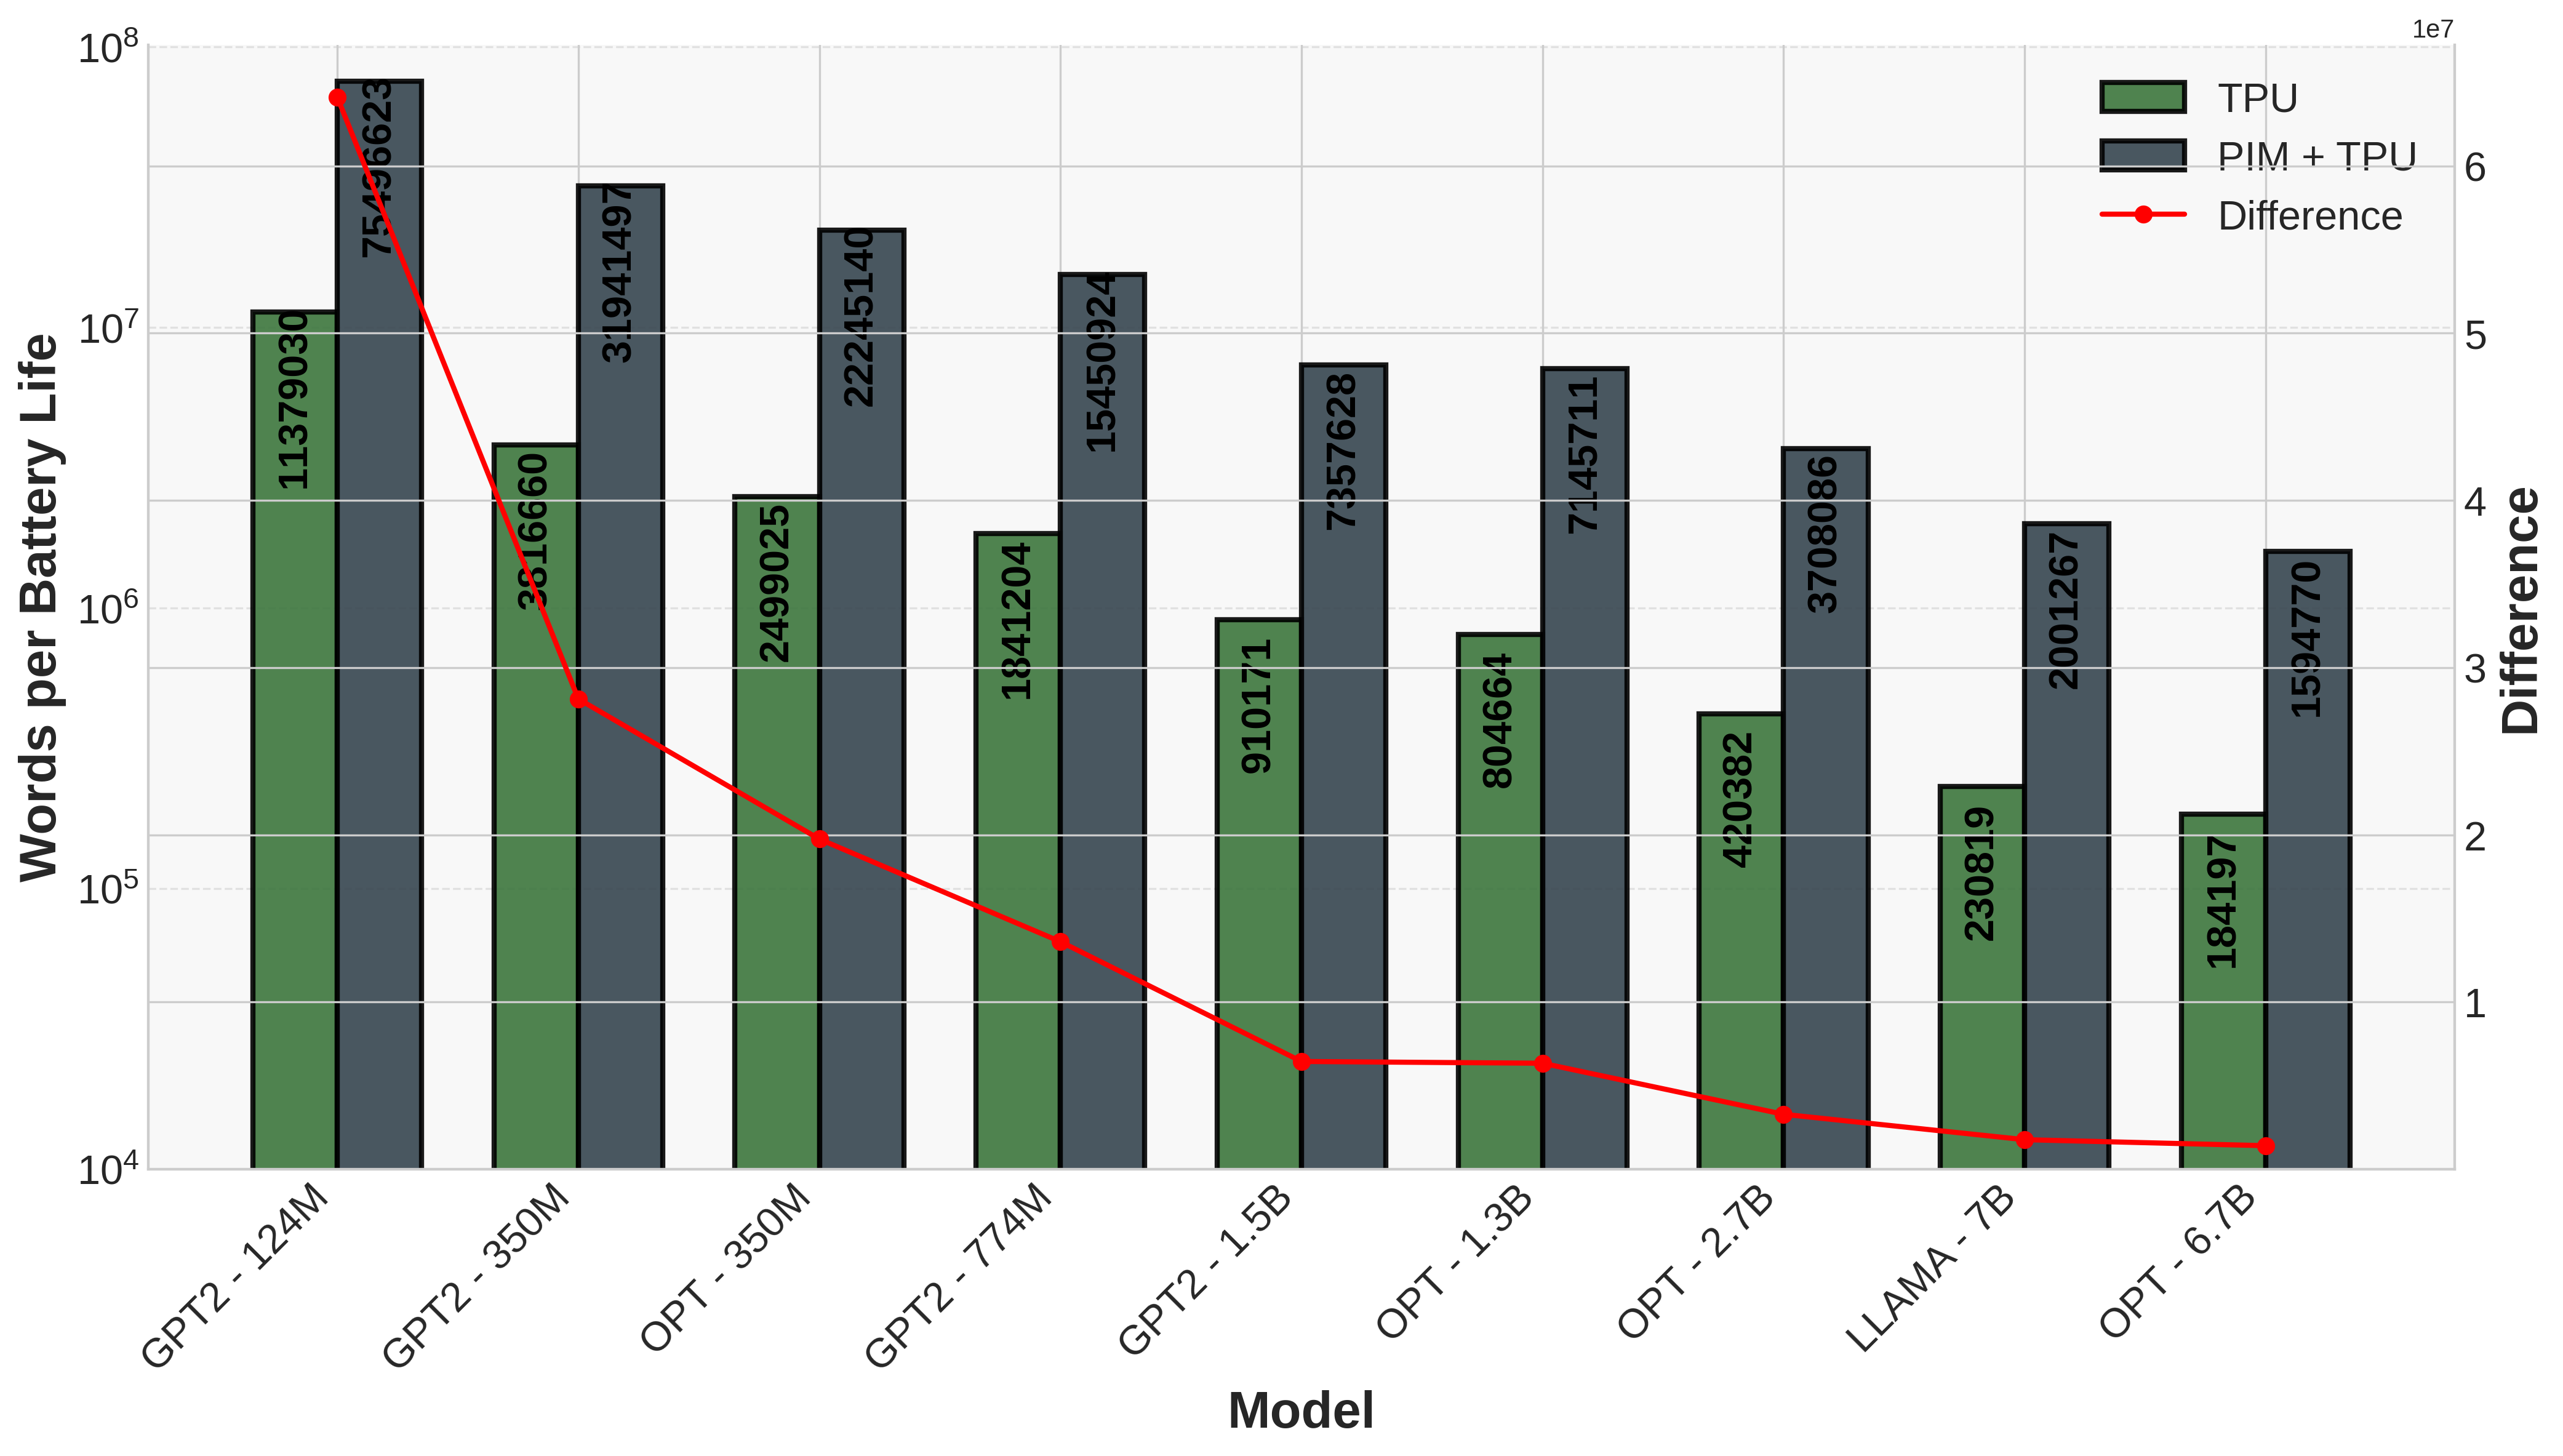 1e7
10^8
10^7
10^6
10^5
10^4
Words per Battery Life
TPU
PIM + TPU
Difference
11379030
75496623
3816660
31941497
2499025
22245140
1841204
15450924
910171
7357628
804664
7145711
420382
3708086
230819
2001267
184197
1594770
6
5
4
3
2
1
Difference
GPT2 - 124M
GPT2 - 350M
OPT - 350M
GPT2 - 774M
GPT2 - 1.5B
OPT - 1.3B
OPT - 2.7B
LLAMA - 7B
OPT - 6.7B
Model